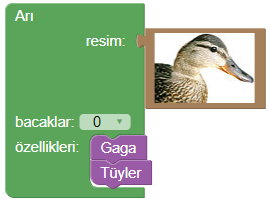 Arı
resim:
bacaklar: 0
özellikleri: Gaga
Tüyler